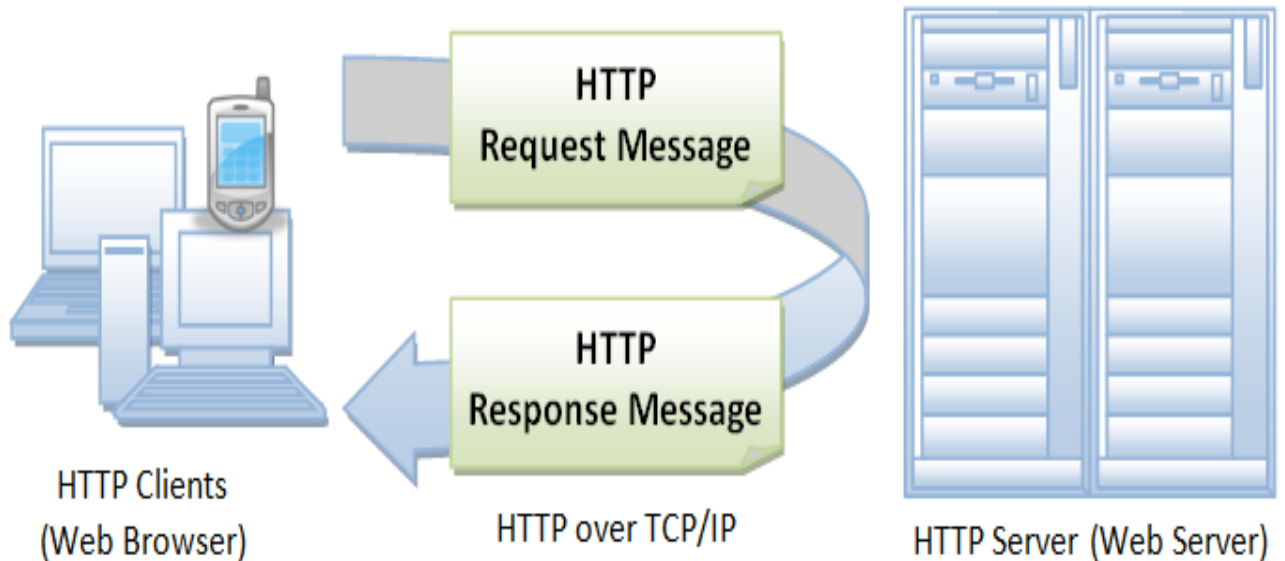 HTTP
Request Message
HTTP
Response Message
HTTP Clients
(Web Browser)
HTTP over TCP/IP
HTTP Server (Web Server)